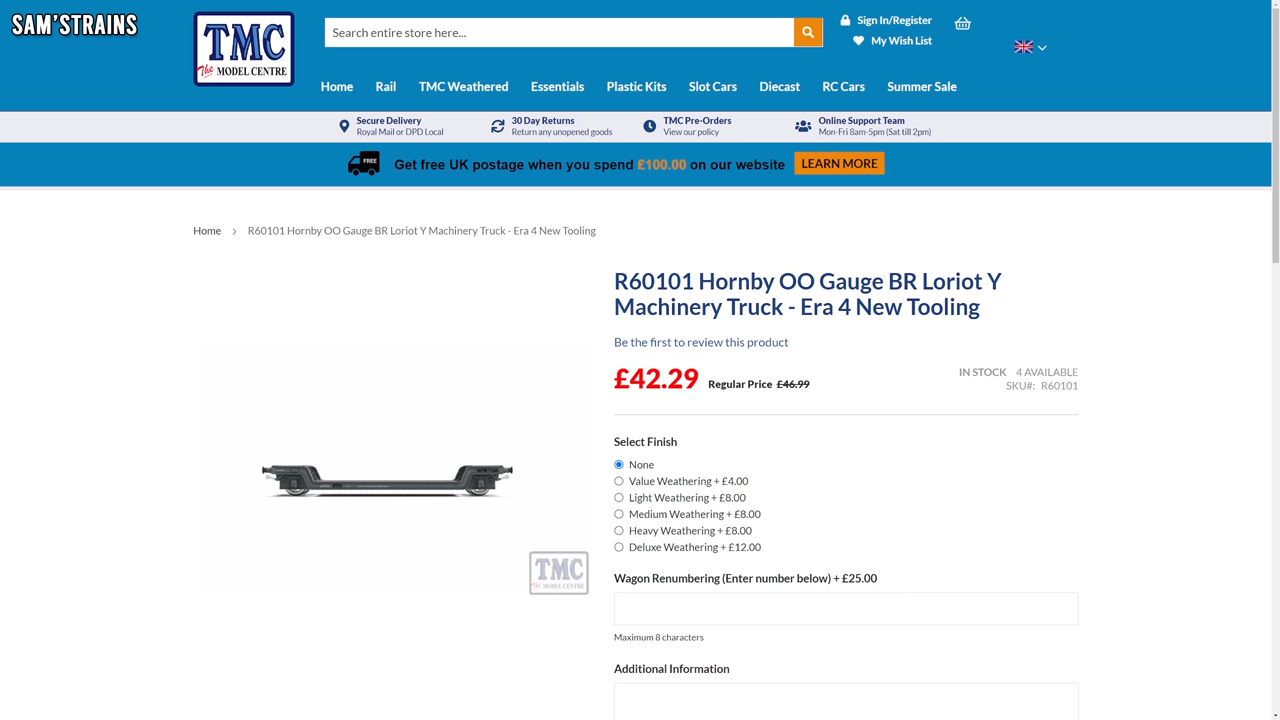 SAM'STRAINS
TMC
The MODEL CENTRE
Search entire store here...
Sign In/Register
My Wish List
Home Rail TMC Weathered Essentials Plastic Kits Slot Cars Diecast RC Cars Summer Sale
Secure Delivery
Royal Mail or DPD Local
30 Day Returns
Return any unopened goods
TMC Pre-Orders
View our policy
Online Support Team
Mon-Fri 8am-5pm (Sat till 2pm)
FREE
Get free UK postage when you spend £100.00 on our website
LEARN MORE
Home > R60101 Hornby OO Gauge BR Loriot Y Machinery Truck - Era 4 New Tooling
R60101 Hornby OO Gauge BR Loriot Y
Machinery Truck - Era 4 New Tooling
Be the first to review this product
£42.29 Regular Price £46.99
IN STOCK 4 AVAILABLE
SKU#: R60101
Select Finish
None
Value Weathering + £4.00
Light Weathering + £8.00
Medium Weathering + £8.00
Heavy Weathering + £8.00
Deluxe Weathering + £12.00
Wagon Renumbering (Enter number below) + £25.00
Maximum 8 characters
Additional Information
TMC
The MODEL CENTRE